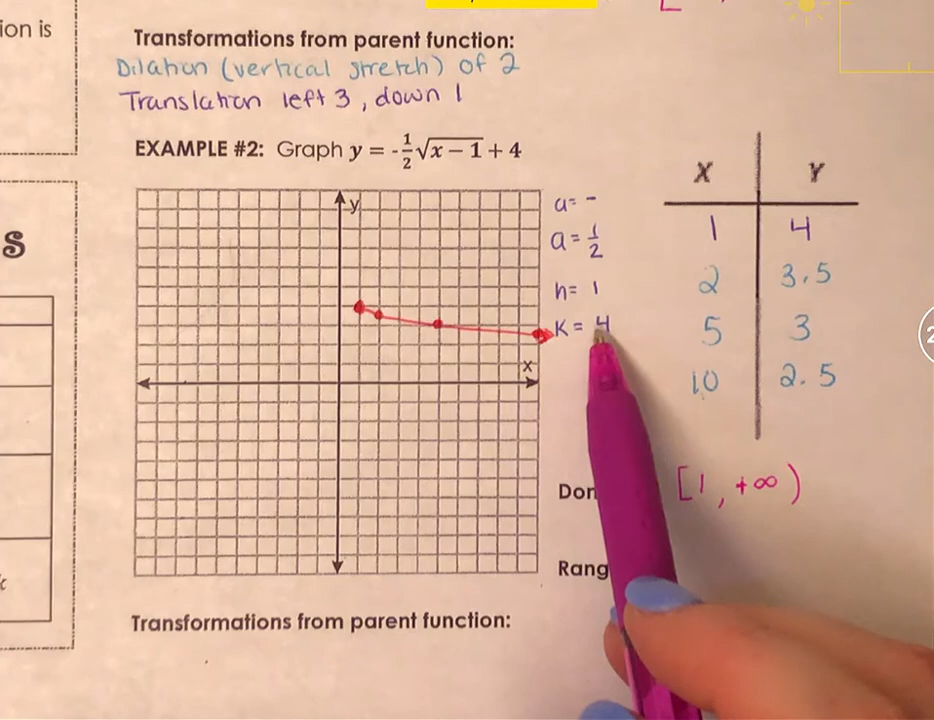 ion is
Transformations from parent function:
Dilation (vertical stretch) of 2
Translation left 3, down 1
EXAMPLE #2: Graph y = -½√(x − 1) + 4
S
y
x
a= -
a= ½
h= 1
K= 4
X Y
1 4
2 3.5
5 3
10 2.5
Don [1, +∞)
Rang
Transformations from parent function: